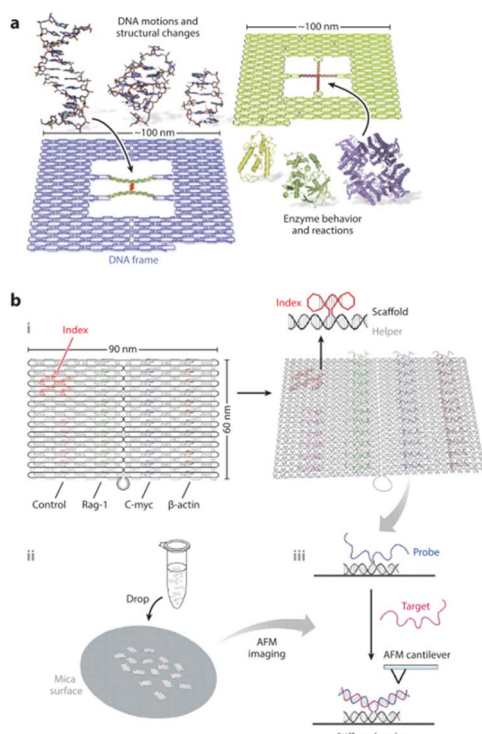 a
DNA motions and
structural changes
~100 nm
~100 nm
DNA frame
Enzyme behavior
and reactions
b
i
Index
90 nm
60 nm
Control
Rag-1
C-myc
β-actin
Index
Scaffold
Helper
ii
Drop
Mica
surface
AFM
imaging
iii
Probe
Target
AFM cantilever